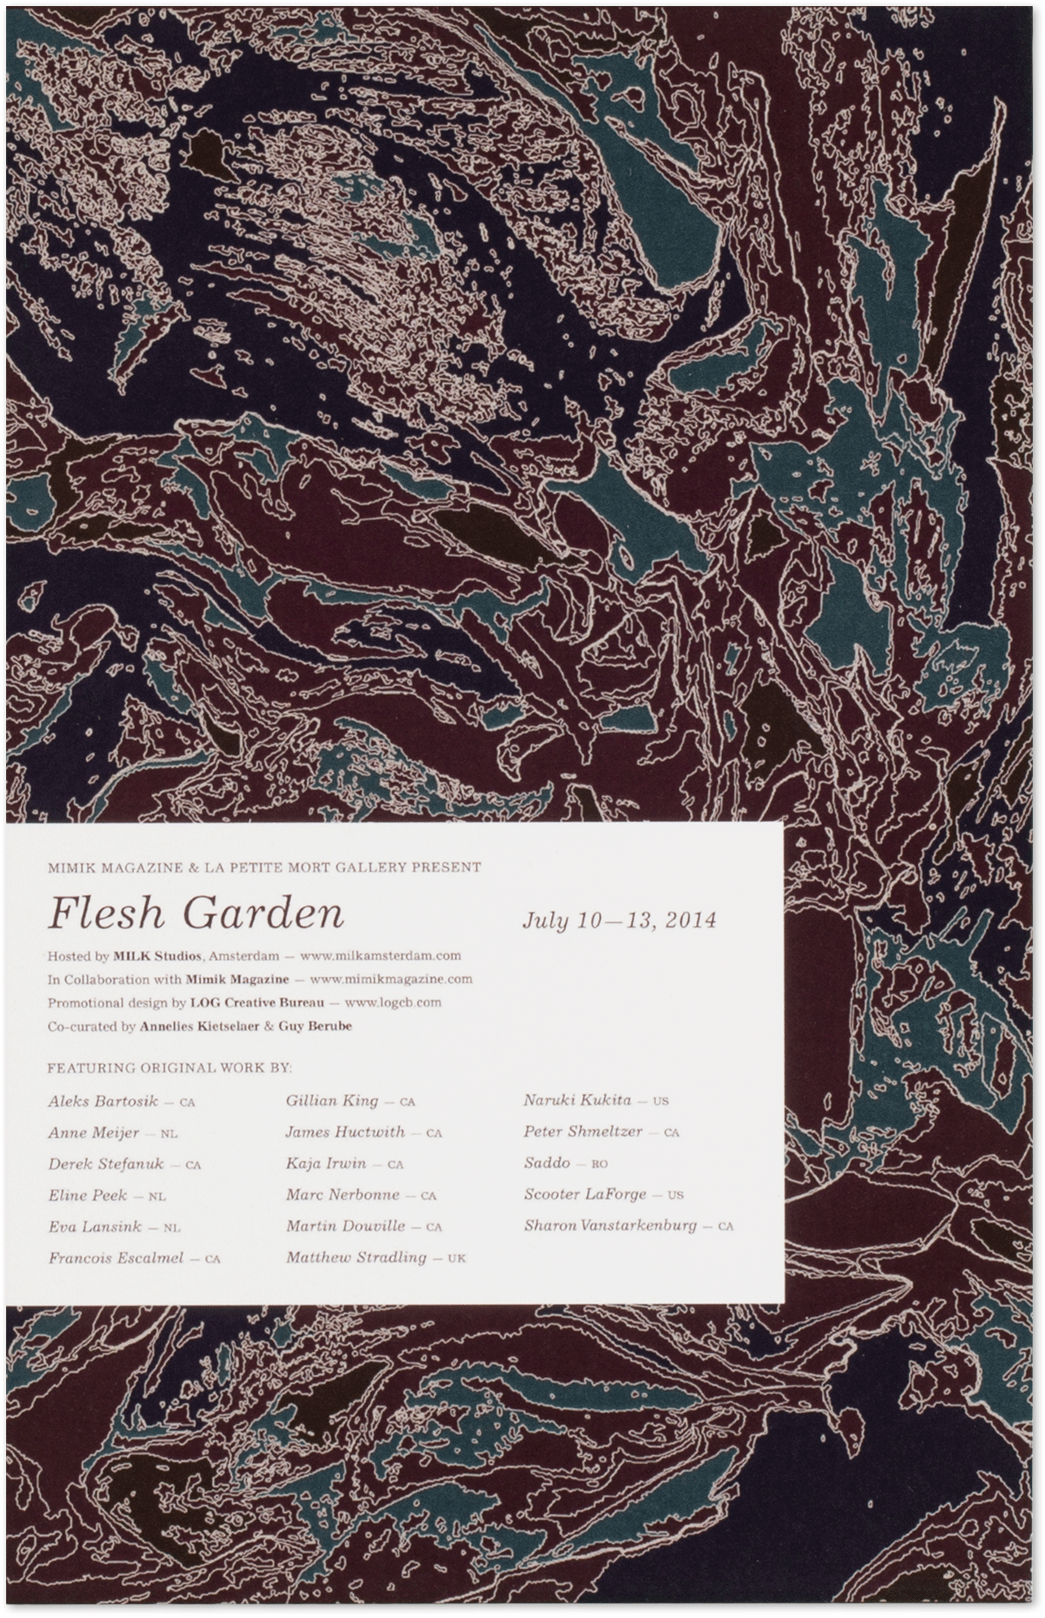 MIMIK MAGAZINE & LA PETITE MORT GALLERY PRESENT
Flesh Garden
July 10—13, 2014
Hosted by MILK Studios, Amsterdam — www.milkamsterdam.com
In Collaboration with Mimik Magazine — www.mimikmagazine.com
Promotional design by LOG Creative Bureau — www.logcb.com
Co-curated by Annelies Kietselaer & Guy Berube
FEATURING ORIGINAL WORK BY:
Aleks Bartosik — CA
Anne Meijer — NL
Derek Stefanuk — CA
Eline Peek — NL
Eva Lansink — NL
Francois Escalmel — CA
Gillian King — CA
James Huctwith — CA
Kaja Irwin — CA
Marc Nerbonne — CA
Martin Douville — CA
Matthew Stradling — UK
Naruki Kukita — US
Peter Shmeltzer — CA
Saddo — RO
Scooter LaForge — US
Sharon Vanstarkenburg — CA